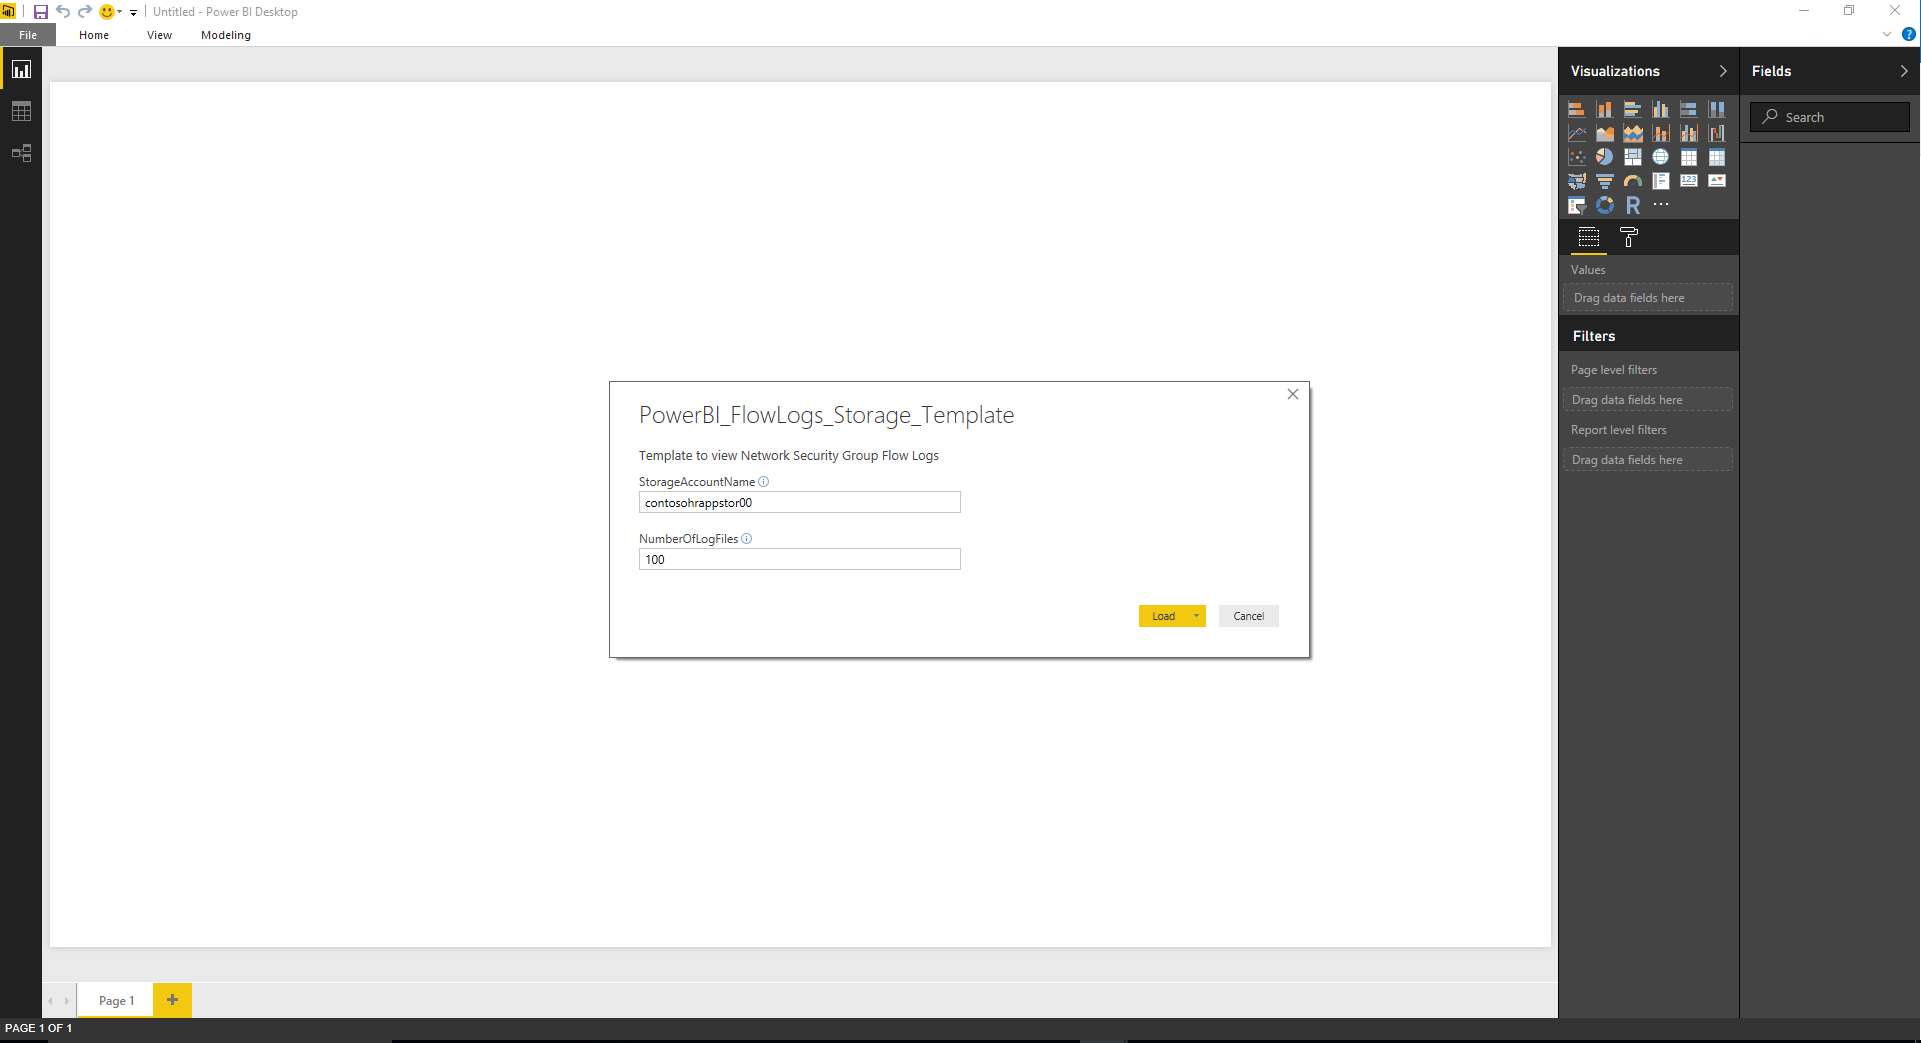 Untitled - Power BI Desktop
File Home View Modeling
?
Visualizations
Fields
Search
123
R
Values
Drag data fields here
Filters
Page level filters
Drag data fields here
Report level filters
Drag data fields here
PowerBI_FlowLogs_Storage_Template
Template to view Network Security Group Flow Logs
StorageAccountName
contosohrappstor00
NumberOfLogFiles
100
Load Cancel
Page 1 +
PAGE 1 OF 1